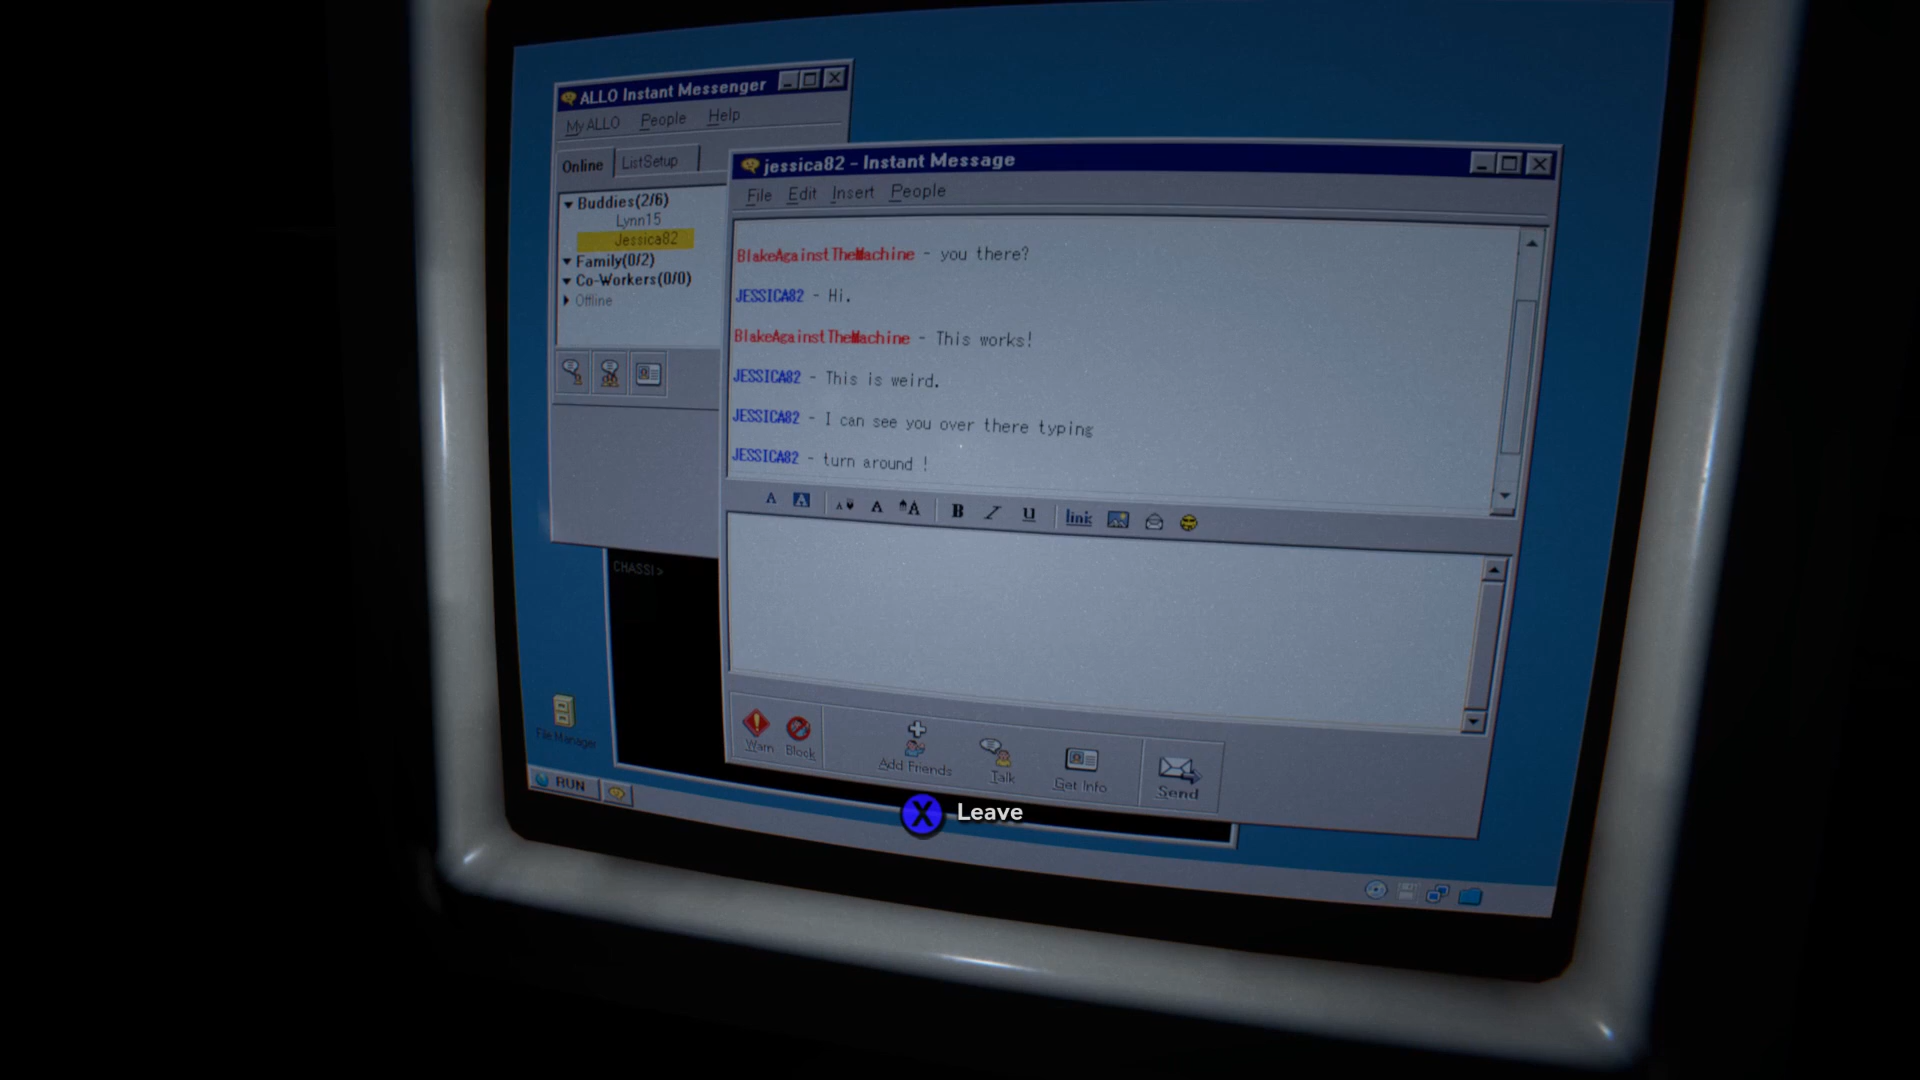 ALLO Instant Messenger
My ALLO People Help
Online ListSetup
Buddies(2/6)
Lynn15
Jessica82
Family(0/2)
Co-Workers(0/0)
Offline
jessica82 - Instant Message
File Edit Insert People
BlakeAgainstTheMachine - you there?
JESSICA82 - Hi.
BlakeAgainstTheMachine - This works!
JESSICA82 - This is weird.
JESSICA82 - I can see you over there typing
JESSICA82 - turn around !
A A A A A B I U link
CHASSI>
Warn Block Add Friends Talk Get Info Send
File Manager
RUN
X Leave